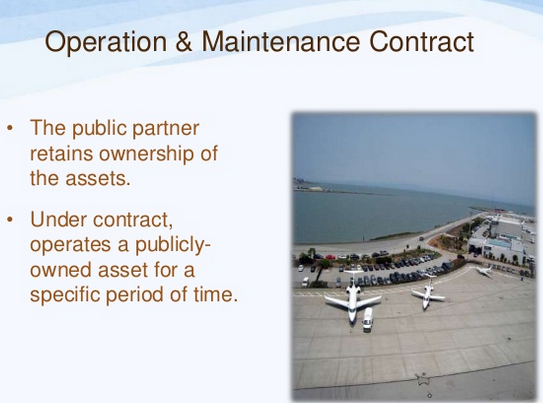 Operation & Maintenance Contract
• The public partner
retains ownership of
the assets.
• Under contract,
operates a publicly-
owned asset for a
specific period of time.